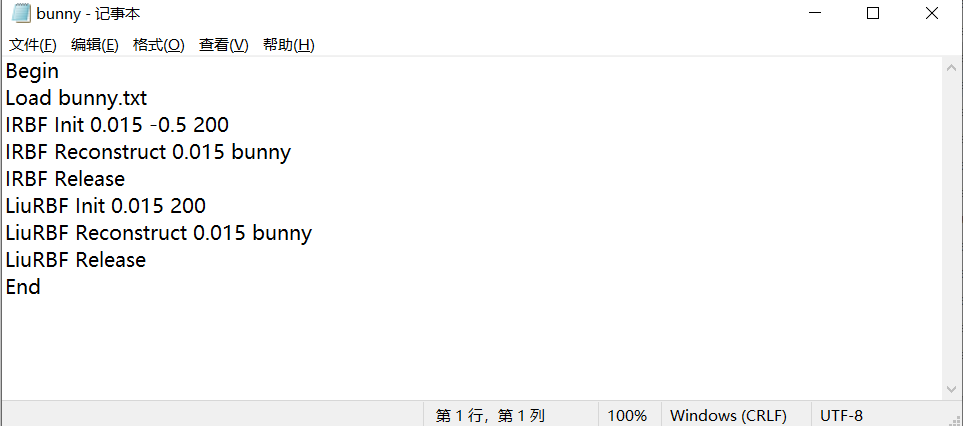 bunny - 记事本
文件(F) 编辑(E) 格式(O) 查看(V) 帮助(H)
Begin
Load bunny.txt
IRBF Init 0.015 -0.5 200
IRBF Reconstruct 0.015 bunny
IRBF Release
LiuRBF Init 0.015 200
LiuRBF Reconstruct 0.015 bunny
LiuRBF Release
End
第 1 行，第 1 列 100% Windows (CRLF) UTF-8